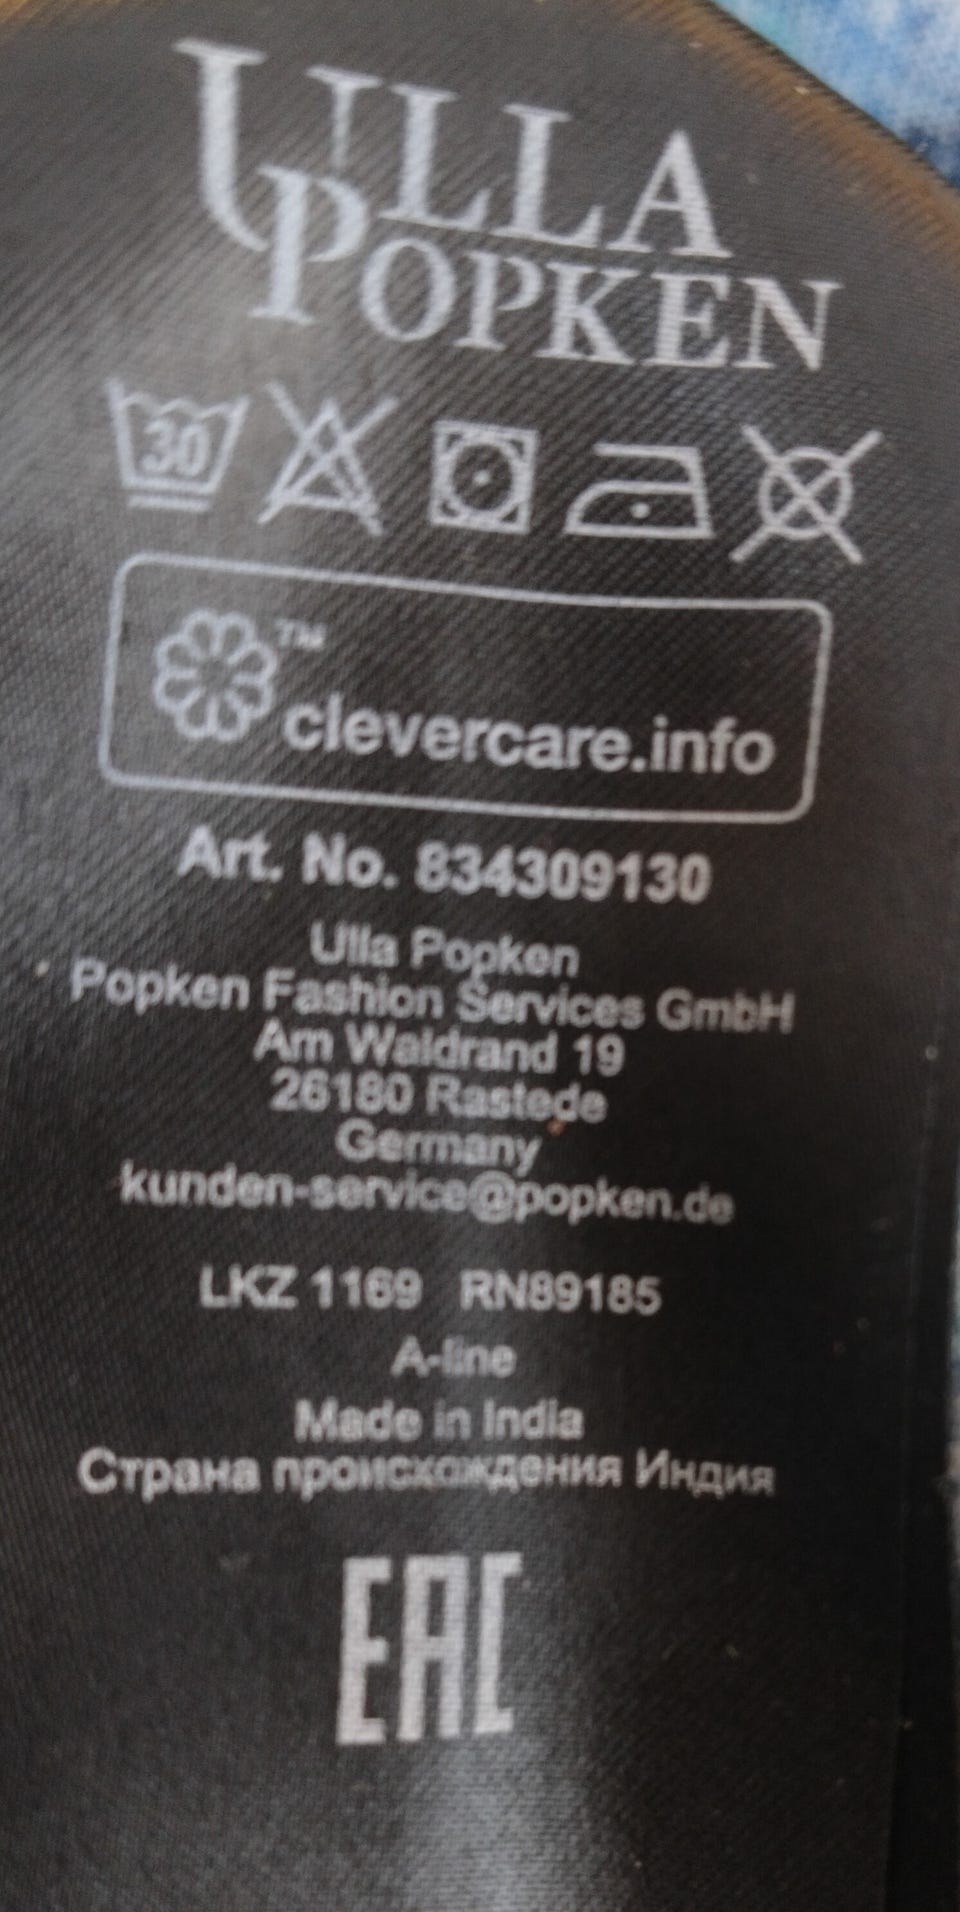 ULLA
POPKEN
30
™
clevercare.info
Art. No. 834309130
Ulla Popken
Popken Fashion Services GmbH
Am Waldrand 19
26180 Rastede
Germany
kunden-service@popken.de
LKZ 1169 RN89185
A-line
Made in India
Страна происхождения Индия
EAC